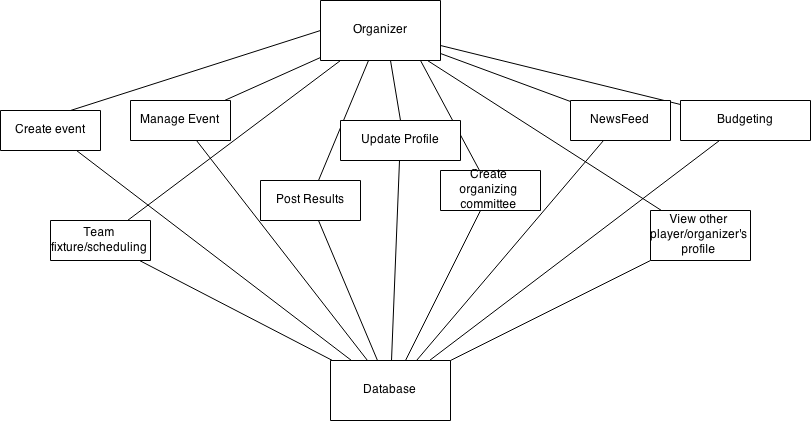 Organizer
Create event
Manage Event
Update Profile
NewsFeed
Budgeting
Post Results
Create
organizing
committee
Team
fixture/scheduling
View other
player/organizer's
profile
Database